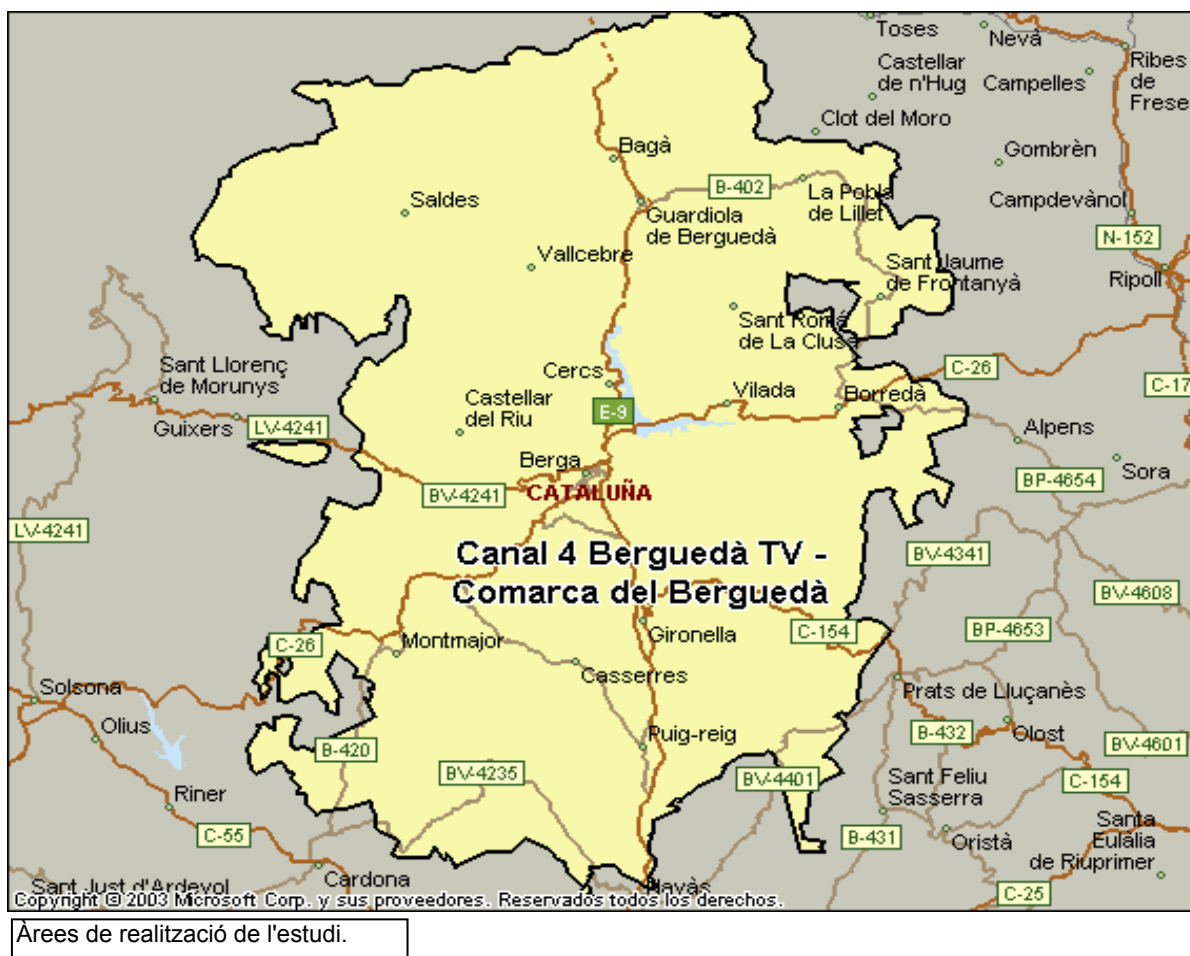 Toses
Nevà
Ribes
de
Frese
Castellar
de n'Hug
Campelles
Clot del Moro
Bagà
Gombrèn
B-402
La Pobla
de Lillet
Saldes
Guardiola
de Berguedà
Campdevànol
N-152
Vallcebre
Sant Jaume
de Frontanyà
Ripoll
Sant Romà
de La Clusa
Sant Llorenç
de Morunys
Cercs
C-26
C-17
Castellar
del Riu
E-9
Vilada
Borredà
Guixers
LV-4241
Alpens
Berga
Sora
BV-4241
CATALUÑA
BP-4654
LV-4241
Canal 4 Berguedà TV -
Comarca del Berguedà
BV-4341
BV-4608
Gironella
C-154
BP-4653
C-26
Montmajor
Casserres
Solsona
Prats de Lluçanès
Olius
B-420
Puig-reig
B-432
Olost
BV-4601
BV-4235
BV-4401
Sant Feliu
Sasserra
C-154
Riner
C-55
B-431
Oristà
Santa
Eulàlia
de Riuprimer
Cardona
C-25
Sant Just d'Ardevol
Navàs
Copyright © 2003 Microsoft Corp. y sus proveedores. Reservados todos los derechos.
Àrees de realització de l'estudi.